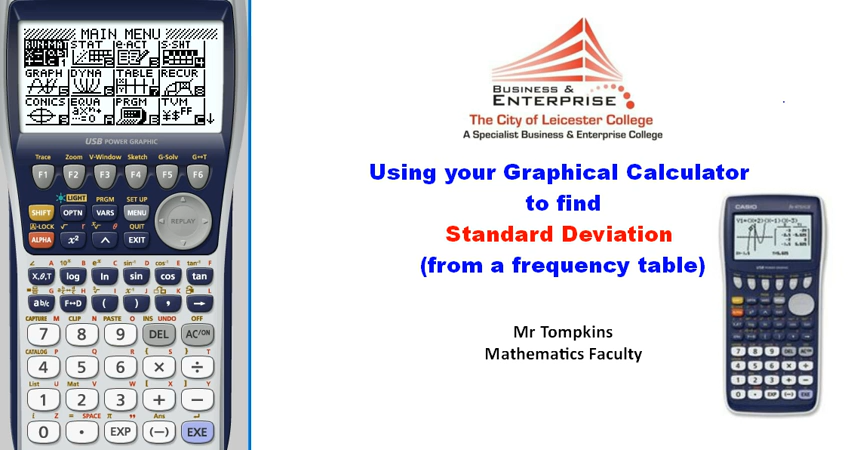 MAIN MENU
RUN-MAT STAT e-ACT S-SHT
GRAPH DYNA TABLE RECUR
CONICS EQUA PRGM TVM
USB POWER GRAPHIC
Trace Zoom V-Window Sketch G-Solv G↔T
F1 F2 F3 F4 F5 F6
LIGHT PRGM SET UP
SHIFT OPTN VARS MENU
REPLAY
A-LOCK QUIT
ALPHA x² ^ EXIT
X,θ,T log ln sin cos tan
a b/c F↔D ( ) , →
CAPTURE M CLIP N PASTE O INS UNDO OFF
7 8 9 DEL AC/ON
CATALOG P Q R { S } T
4 5 6 × ÷
List U Mat V W [ X ] Y
1 2 3 + −
i Z = SPACE π " Ans
0 . EXP (−) EXE
BUSINESS &
ENTERPRISE
The City of Leicester College
A Specialist Business & Enterprise College
Using your Graphical Calculator
to find
Standard Deviation
(from a frequency table)
Mr Tompkins
Mathematics Faculty
CASIO